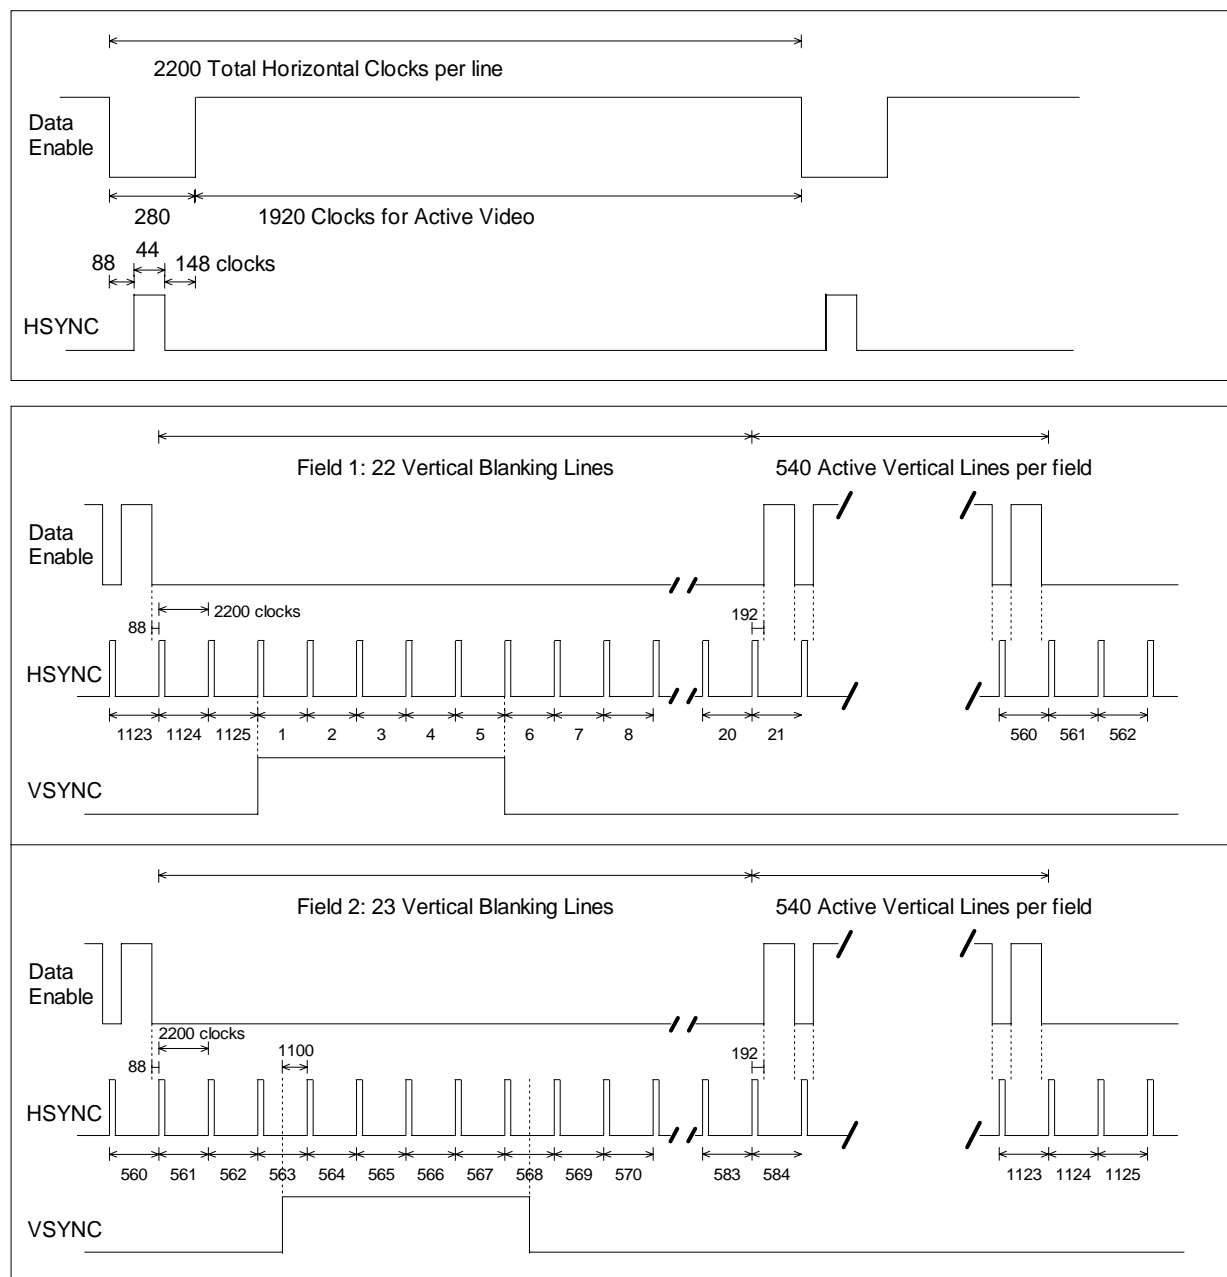 2200 Total Horizontal Clocks per line
Data
Enable
280
1920 Clocks for Active Video
44
88
148 clocks
HSYNC
Field 1: 22 Vertical Blanking Lines
540 Active Vertical Lines per field
Data
Enable
2200 clocks
88
192
HSYNC
1123 1124 1125 1 2 3 4 5 6 7 8 20 21 560 561 562
VSYNC
Field 2: 23 Vertical Blanking Lines
540 Active Vertical Lines per field
Data
Enable
2200 clocks
1100
88
192
HSYNC
560 561 562 563 564 565 566 567 568 569 570 583 584 1123 1124 1125
VSYNC